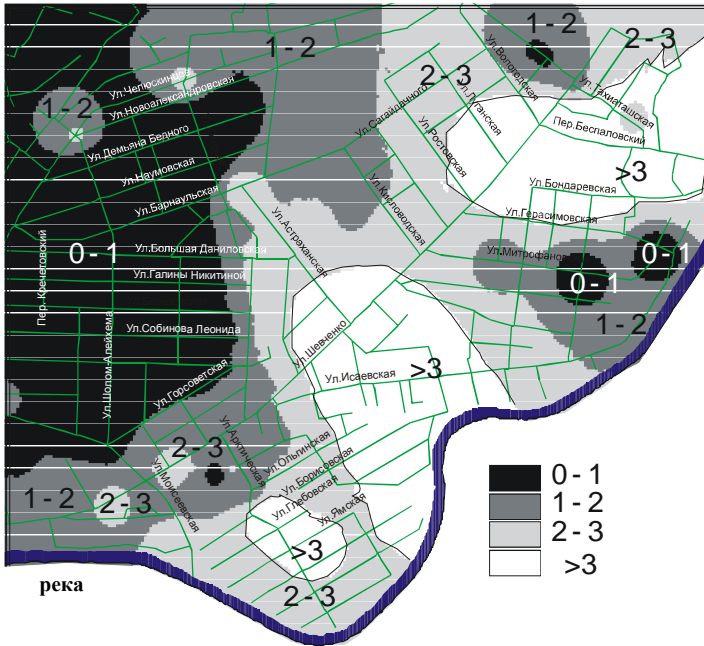 1 - 2
1 - 2
2 - 3
2 - 3
Ул.Вологодская
Ул.Луганская
Ул.Тахиаташская
Ул.Челюскинцев
Ул.Новоалександровская
1 - 2
Ул.Сагайдачного
Ул.Ростовская
Пер.Беспаловский
Ул.Демьяна Бедного
Ул.Наумовская
>3
Ул.Бондаревская
Ул.Барнаульская
Ул.Кисловодская
Ул.Герасимовская
Ул.Астраханская
Ул.Большая Даниловская
Ул.Митрофанов
0 - 1
0 - 1
Ул.Галины Никитиной
0 - 1
Пер.Кречетовский
Ул.Собинова Леонида
1 - 2
Ул.Шевченко
Ул.Шолом-Алейхема
Ул.Исаевская
>3
Ул.Горсоветская
2 - 3
Ул.Арктическая
Ул.Ольгинская
Ул.Борисовская
Ул.Моисеевская
1 - 2
2 - 3
Ул.Глебовская
Ул.Ямская
>3
2 - 3
река
0 - 1
1 - 2
2 - 3
>3